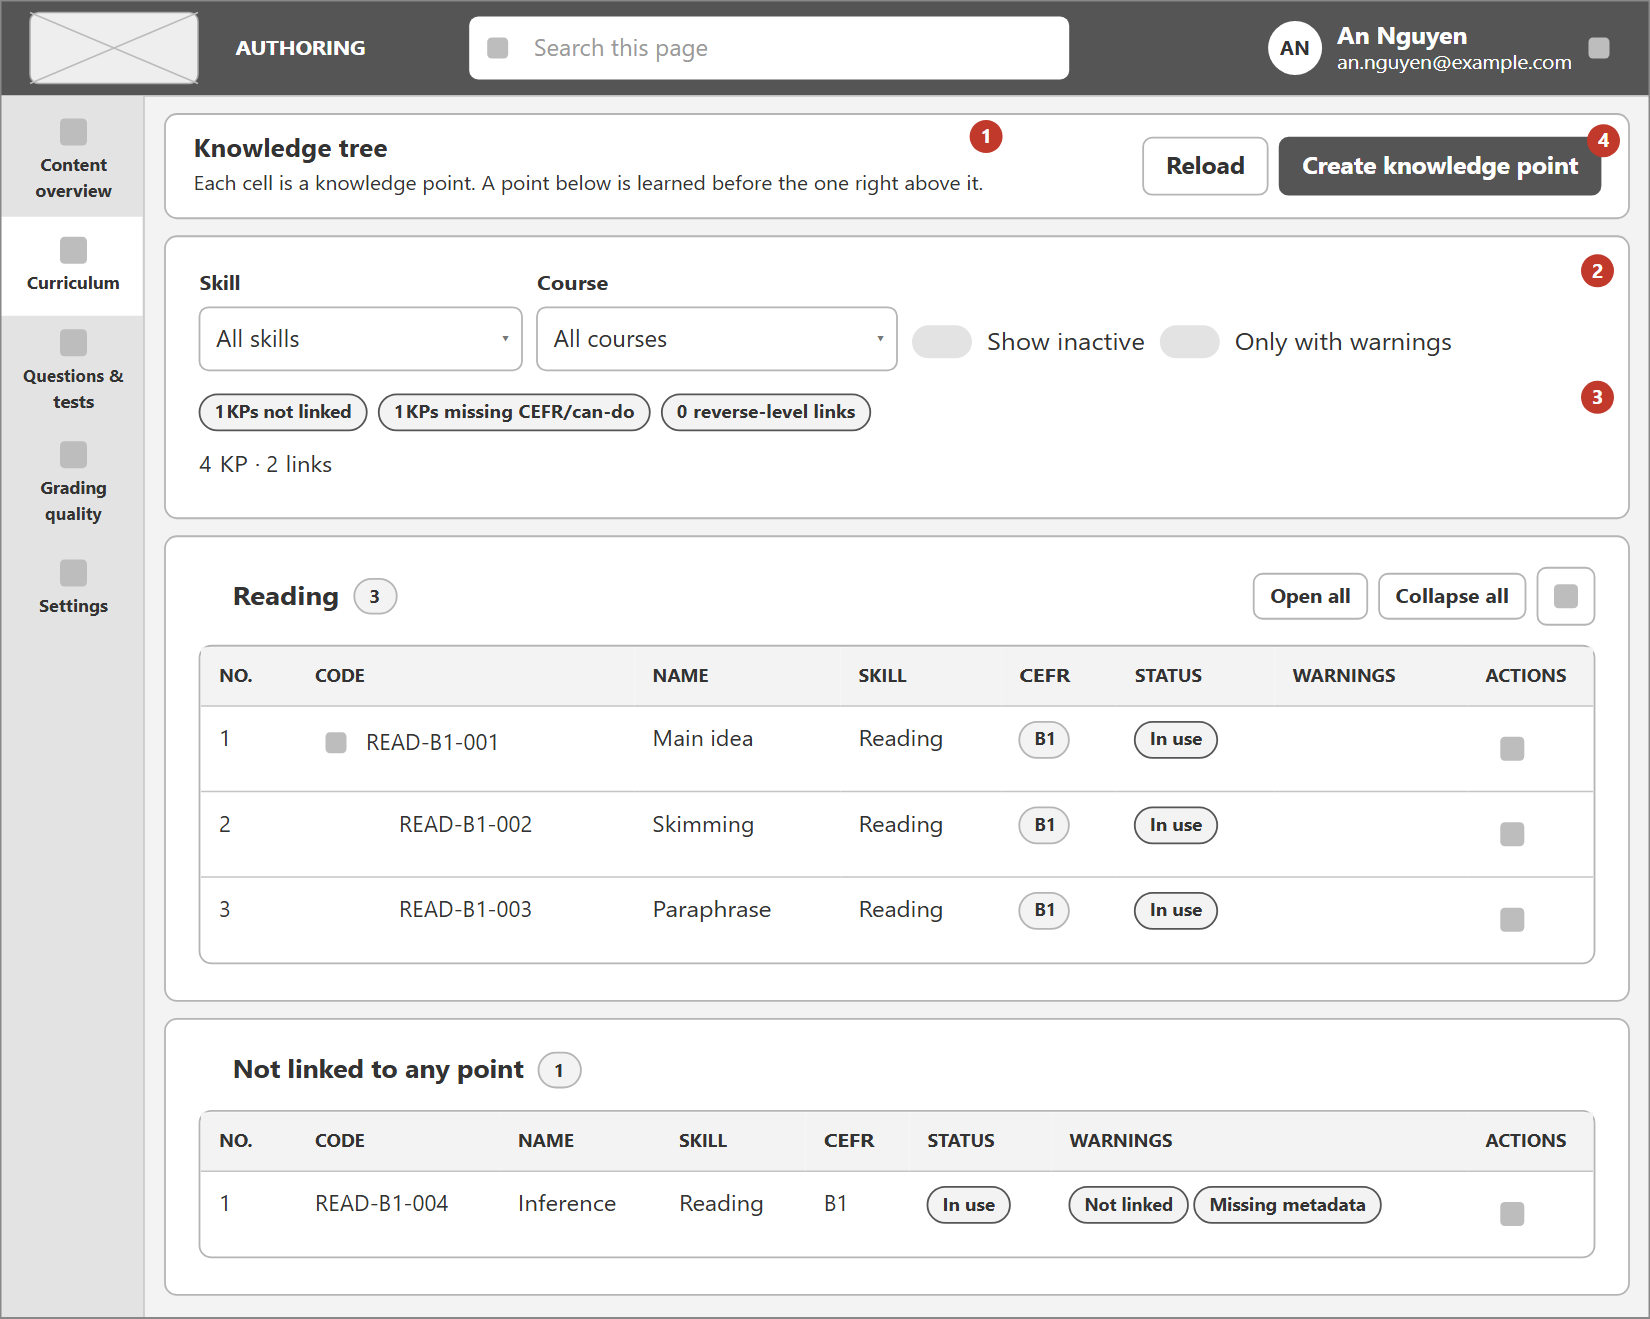 AUTHORING
Search this page
AN
An Nguyen
an.nguyen@example.com
Content
overview
Curriculum
Questions &
tests
Grading
quality
Settings
Knowledge tree
Each cell is a knowledge point. A point below is learned before the one right above it.
1
Reload
Create knowledge point
4
2
Skill
Course
All skills
All courses
Show inactive
Only with warnings
3
1 KPs not linked
1 KPs missing CEFR/can-do
0 reverse-level links
4 KP · 2 links
Reading 3
Open all
Collapse all
NO. CODE NAME SKILL CEFR STATUS WARNINGS ACTIONS
1 READ-B1-001 Main idea Reading B1 In use
2 READ-B1-002 Skimming Reading B1 In use
3 READ-B1-003 Paraphrase Reading B1 In use
Not linked to any point 1
NO. CODE NAME SKILL CEFR STATUS WARNINGS ACTIONS
1 READ-B1-004 Inference Reading B1 In use Not linked Missing metadata